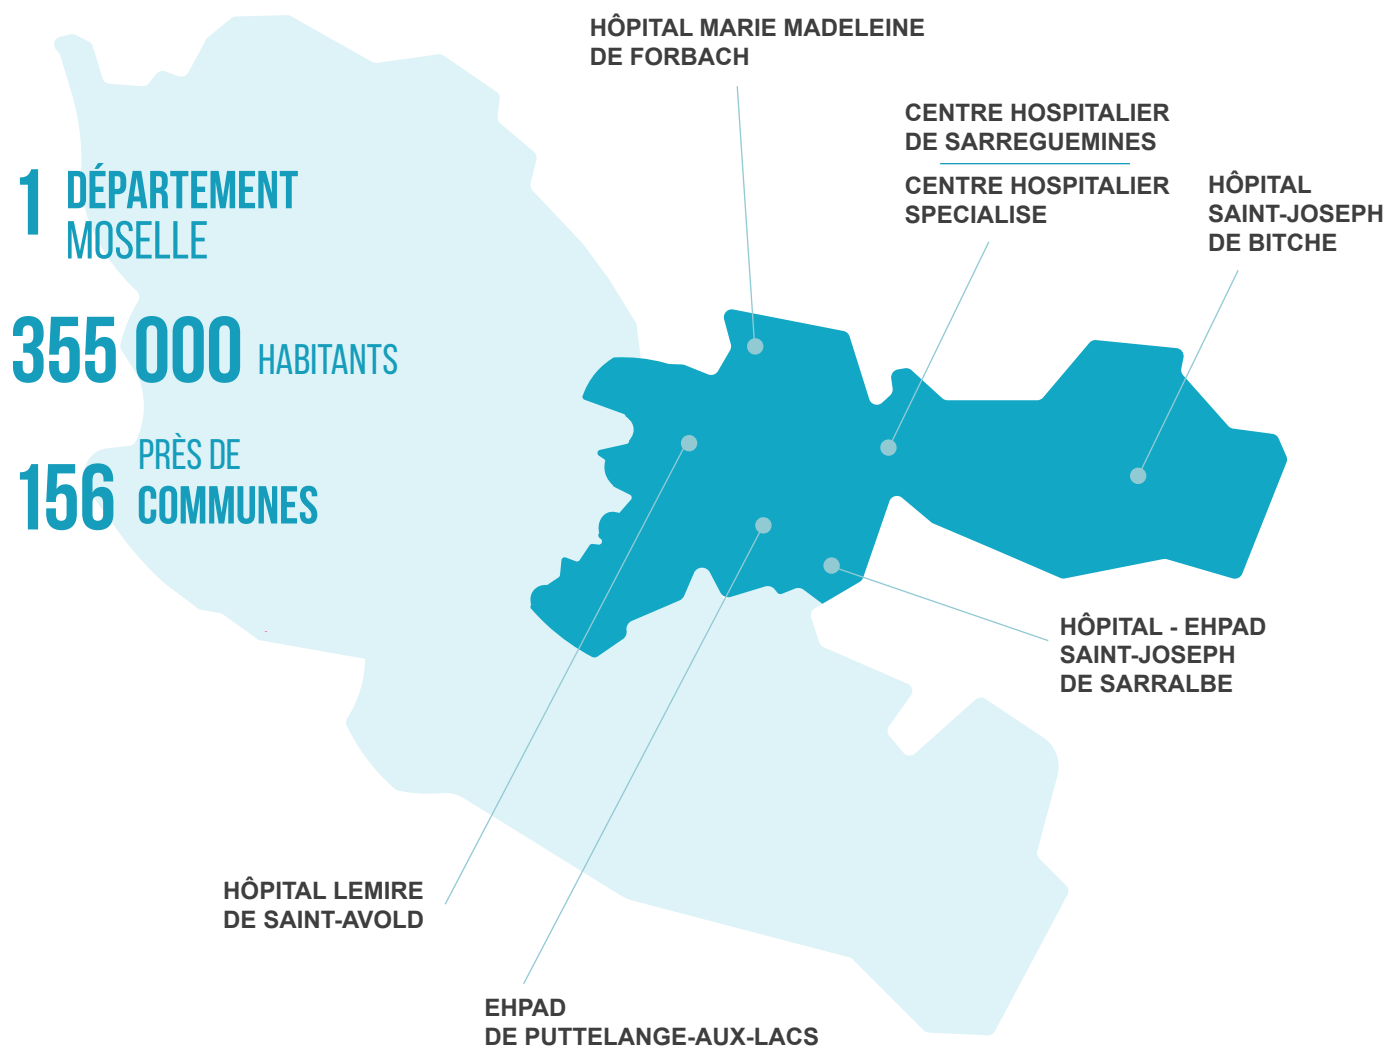 HÔPITAL MARIE MADELEINE
DE FORBACH
CENTRE HOSPITALIER
DE SARREGUEMINES
CENTRE HOSPITALIER
SPECIALISE
HÔPITAL
SAINT-JOSEPH
DE BITCHE
1 DÉPARTEMENT
MOSELLE
355 000 HABITANTS
PRÈS DE
156 COMMUNES
HÔPITAL - EHPAD
SAINT-JOSEPH
DE SARRALBE
HÔPITAL LEMIRE
DE SAINT-AVOLD
EHPAD
DE PUTTELANGE-AUX-LACS